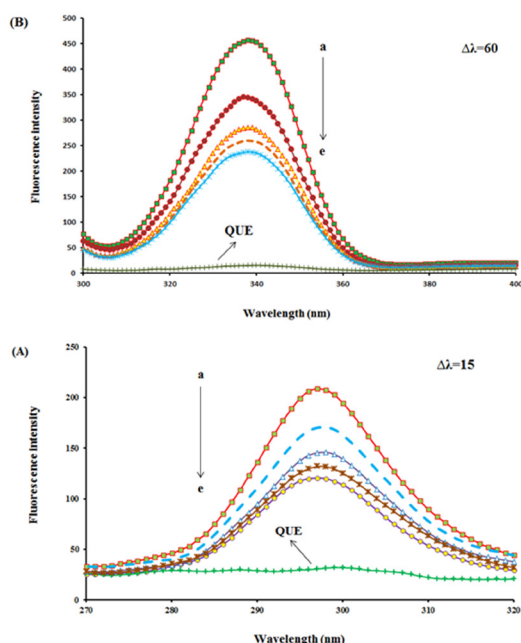 (B)
Δλ=60
a
e
QUE
Fluorescence Intensity
500
450
400
350
300
250
200
150
100
50
0
300 320 340 360 380 400
Wavelength (nm)
(A)
Δλ=15
a
e
QUE
Fluorescence intensity
250
200
150
100
50
0
270 280 290 300 310 320
Wavelength (nm)